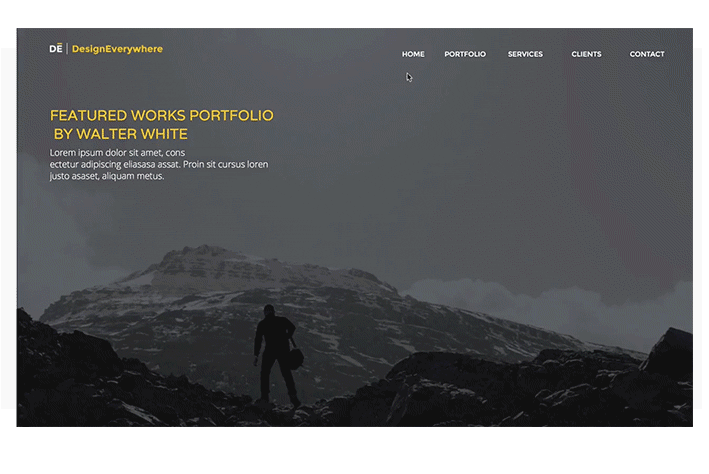 DE | DesignEverywhere
HOME PORTFOLIO SERVICES CLIENTS CONTACT
FEATURED WORKS PORTFOLIO
BY WALTER WHITE
Lorem ipsum dolor sit amet, cons
ectetur adipiscing eliasasa assat. Proin sit cursus loren
justo asaset, aliquam metus.